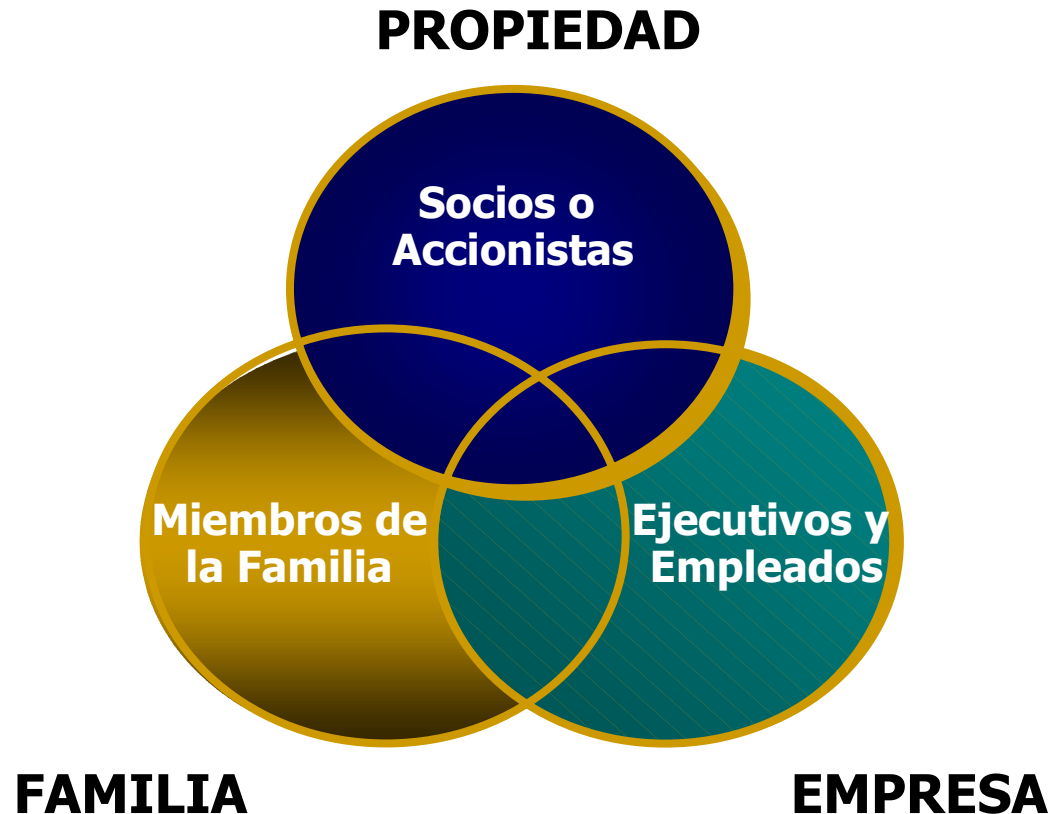 PROPIEDAD
Socios o
Accionistas
Miembros de
la Familia
Ejecutivos y
Empleados
FAMILIA
EMPRESA